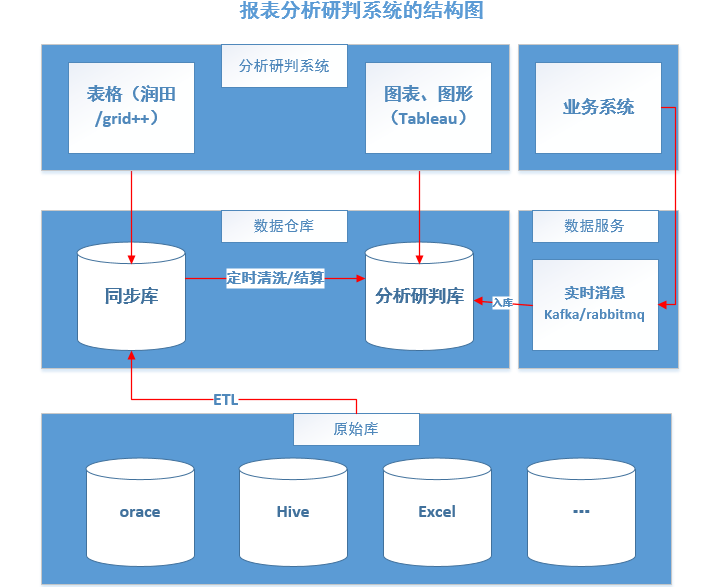 报表分析研判系统的结构图
分析研判系统
表格（润田
/grid++）
图表、图形
（Tableau）
业务系统
数据仓库
数据服务
同步库
定时清洗/结算
分析研判库
入库
实时消息
Kafka/rabbitmq
ETL
原始库
orace
Hive
Excel
...